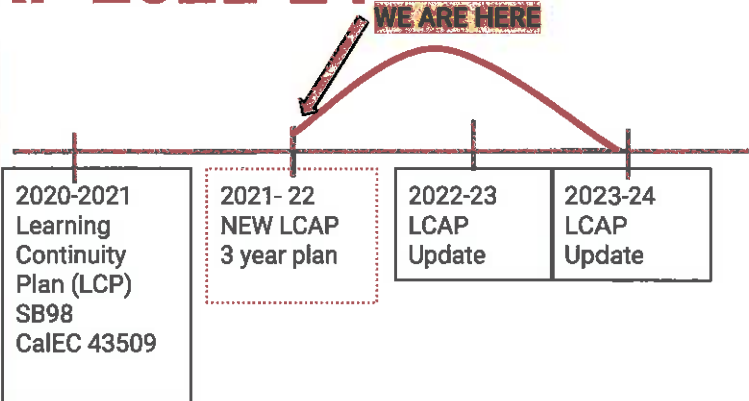 WE ARE HERE
2020-2021
Learning
Continuity
Plan (LCP)
SB98
CalEC 43509
2021- 22
NEW LCAP
3 year plan
2022-23
LCAP
Update
2023-24
LCAP
Update